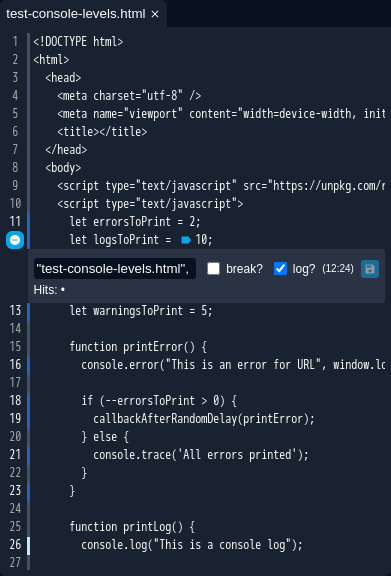 test-console-levels.html ×
1 <!DOCTYPE html>
2 <html>
3 <head>
4 <meta charset="utf-8" />
5 <meta name="viewport" content="width=device-width, init
6 <title></title>
7 </head>
8 <body>
9 <script type="text/javascript" src="https://unpkg.com/r
10 <script type="text/javascript">
11 let errorsToPrint = 2;
let logsToPrint = 10;
"test-console-levels.html", break? log? (12:24)
Hits: •
13 let warningsToPrint = 5;
14
15 function printError() {
16 console.error("This is an error for URL", window.lo
17
18 if (--errorsToPrint > 0) {
19 callbackAfterRandomDelay(printError);
20 } else {
21 console.trace('All errors printed');
22 }
23 }
24
25 function printLog() {
26 console.log("This is a console log");
27